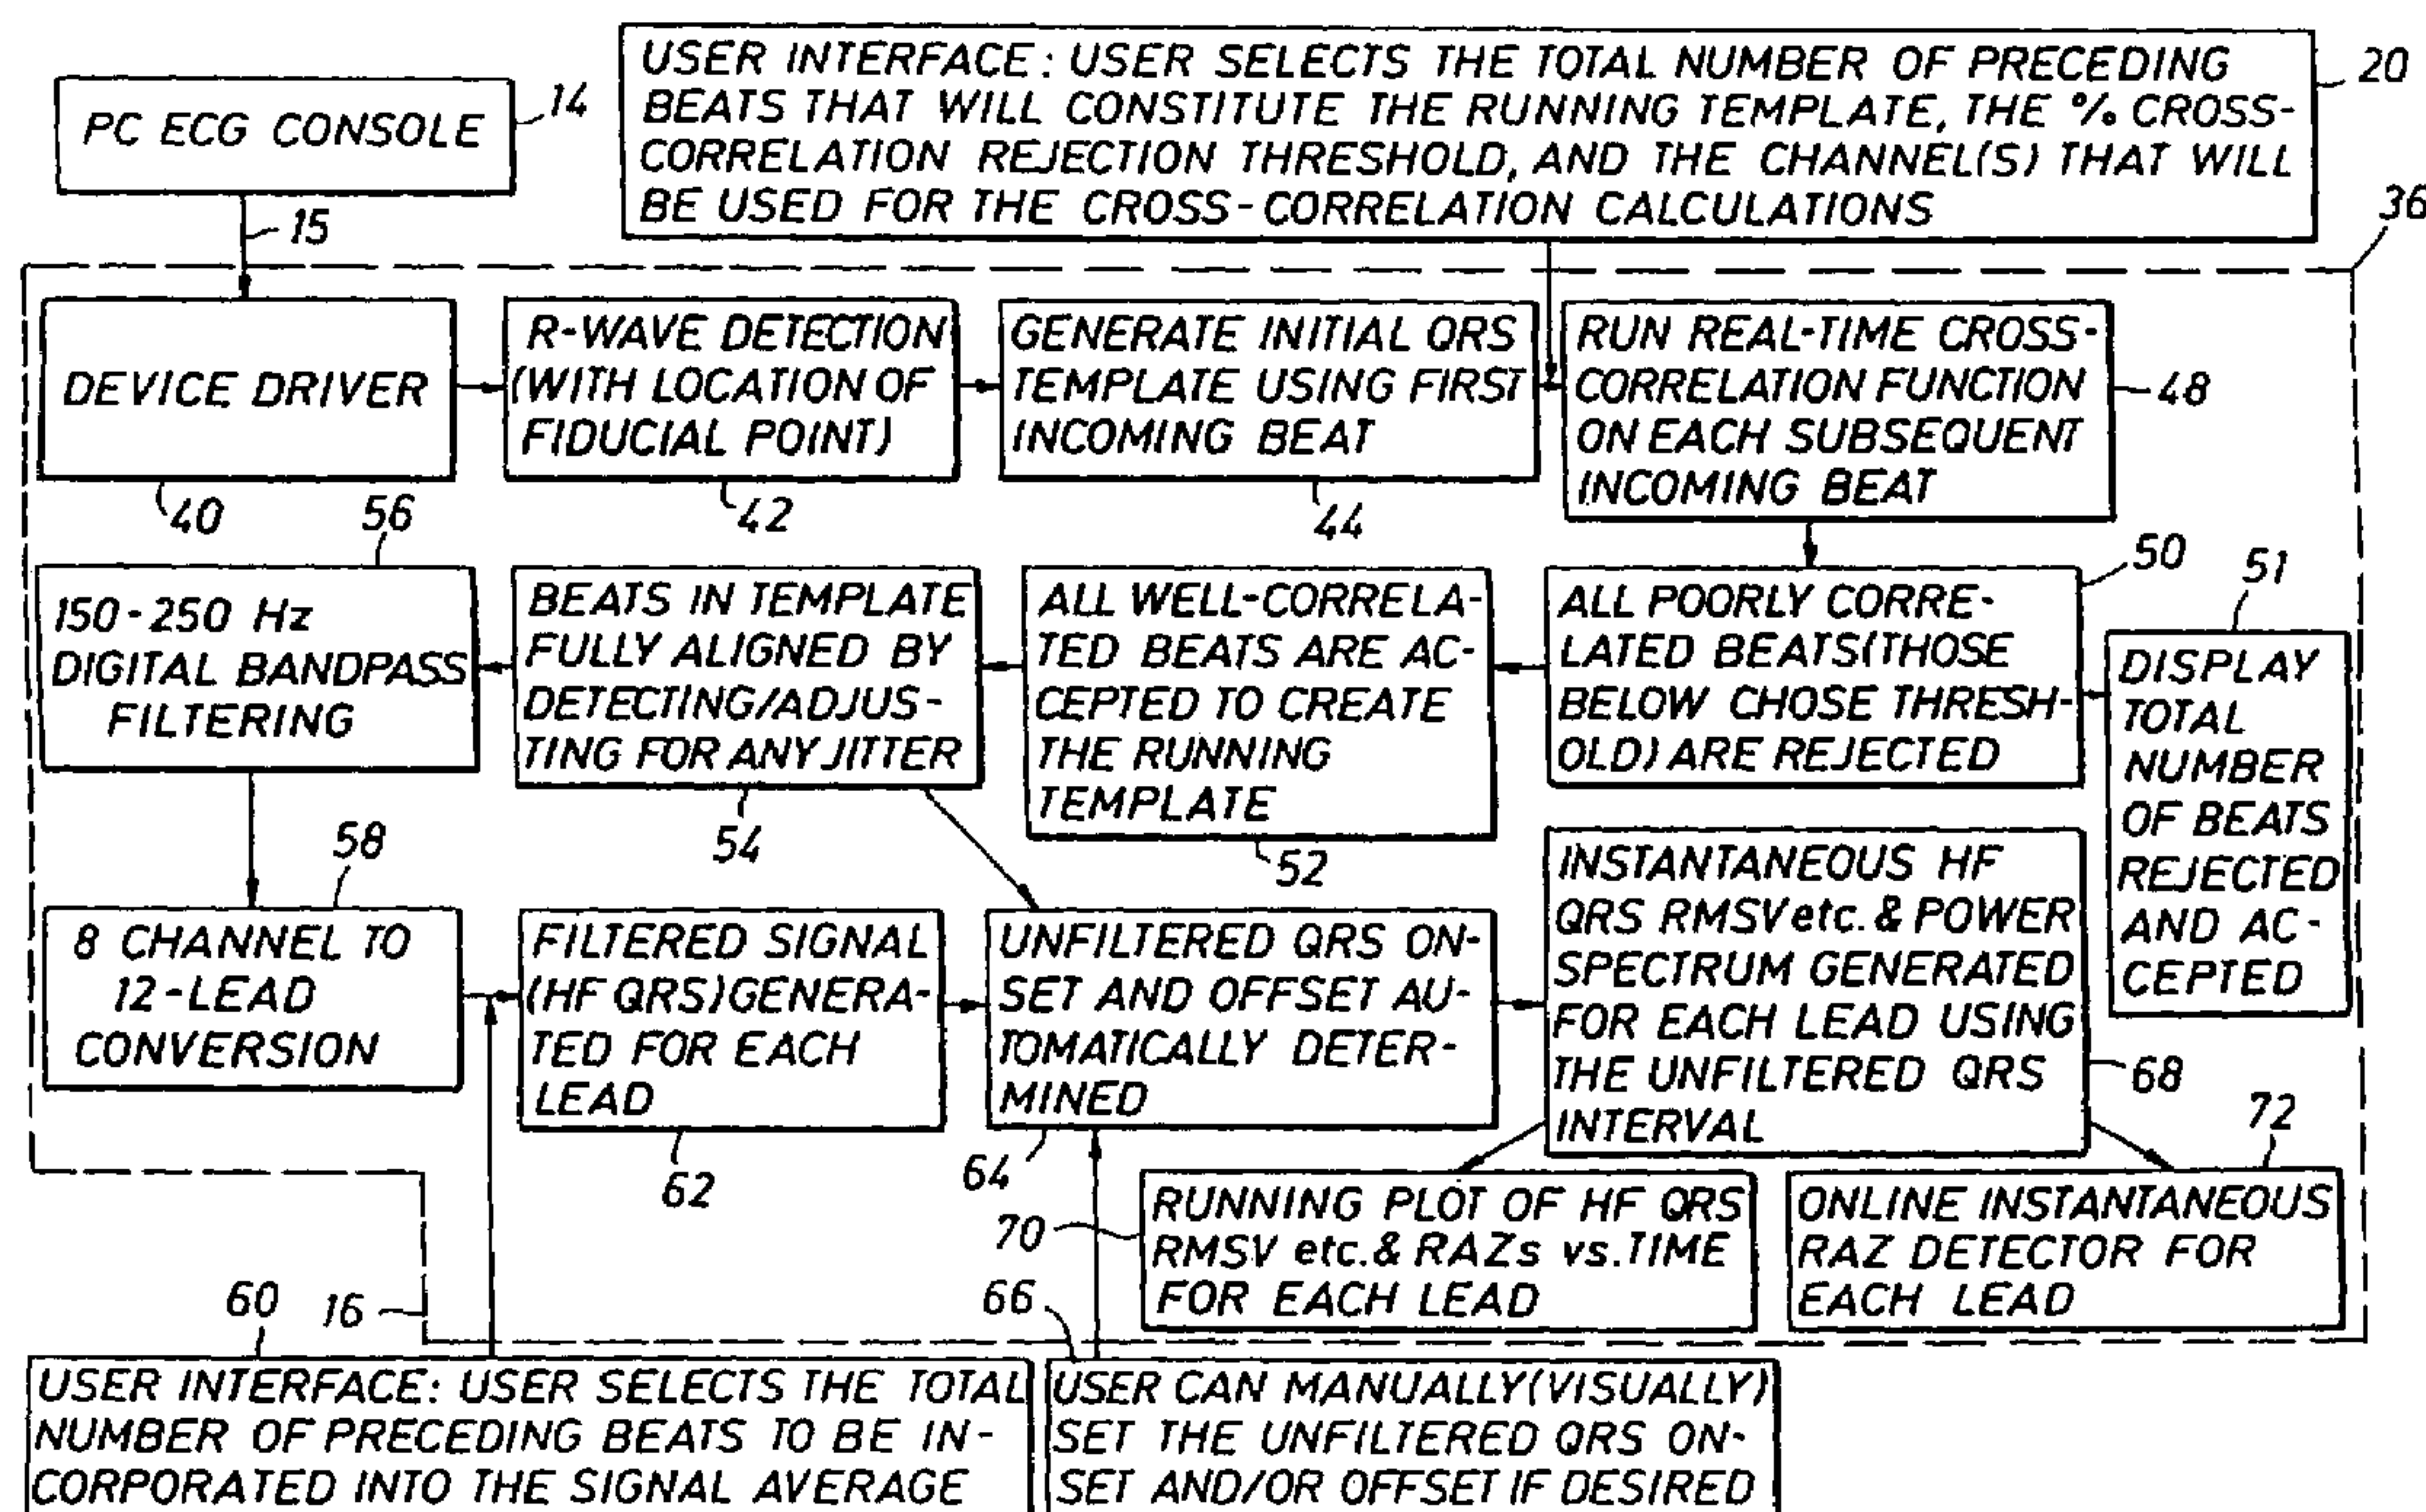 PC ECG CONSOLE
14
15
USER INTERFACE: USER SELECTS THE TOTAL NUMBER OF PRECEDING
BEATS THAT WILL CONSTITUTE THE RUNNING TEMPLATE, THE % CROSS-
CORRELATION REJECTION THRESHOLD, AND THE CHANNEL(S) THAT WILL
BE USED FOR THE CROSS-CORRELATION CALCULATIONS
20
36
DEVICE DRIVER
40
R-WAVE DETECTION
(WITH LOCATION OF
FIDUCIAL POINT)
42
GENERATE INITIAL QRS
TEMPLATE USING FIRST
INCOMING BEAT
44
RUN REAL-TIME CROSS-
CORRELATION FUNCTION
ON EACH SUBSEQUENT
INCOMING BEAT
48
56
150-250 Hz
DIGITAL BANDPASS
FILTERING
BEATS IN TEMPLATE
FULLY ALIGNED BY
DETECTING/ADJUS-
TING FOR ANY JITTER
54
ALL WELL-CORRELA-
TED BEATS ARE AC-
CEPTED TO CREATE
THE RUNNING
TEMPLATE
52
ALL POORLY CORRE-
LATED BEATS(THOSE
BELOW CHOSE THRESH-
OLD) ARE REJECTED
50
51
DISPLAY
TOTAL
NUMBER
OF BEATS
REJECTED
AND AC-
CEPTED
58
8 CHANNEL TO
12-LEAD
CONVERSION
FILTERED SIGNAL
(HF QRS)GENERA-
TED FOR EACH
LEAD
62
UNFILTERED QRS ON-
SET AND OFFSET AU-
TOMATICALLY DETER-
MINED
64
INSTANTANEOUS HF
QRS RMSV etc. & POWER
SPECTRUM GENERATED
FOR EACH LEAD USING
THE UNFILTERED QRS
INTERVAL
68
70
RUNNING PLOT OF HF QRS
RMSV etc. & RAZs vs. TIME
FOR EACH LEAD
72
ONLINE INSTANTANEOUS
RAZ DETECTOR FOR
EACH LEAD
60
16
USER INTERFACE: USER SELECTS THE TOTAL
NUMBER OF PRECEDING BEATS TO BE IN-
CORPORATED INTO THE SIGNAL AVERAGE
66
USER CAN MANUALLY(VISUALLY)
SET THE UNFILTERED QRS ON-
SET AND/OR OFFSET IF DESIRED